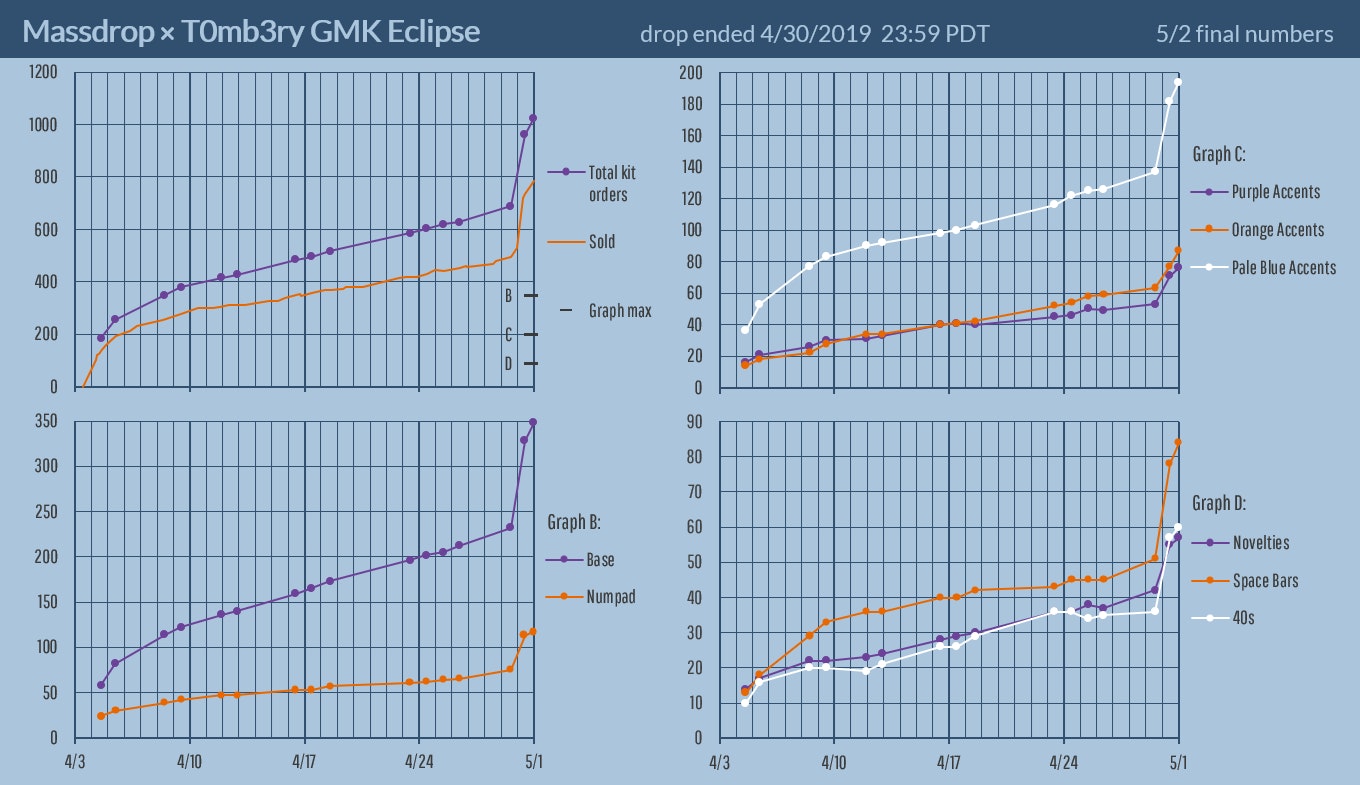 Massdrop × T0mb3ry GMK Eclipse
drop ended 4/30/2019 23:59 PDT
5/2 final numbers
1200
1000
800
600
400
200
0
Total kit
orders
Sold
Graph max
B
C
D
200
180
160
140
120
100
80
60
40
20
0
Graph C:
Purple Accents
Orange Accents
Pale Blue Accents
350
300
250
200
150
100
50
0
4/3
4/10
4/17
4/24
5/1
Graph B:
Base
Numpad
90
80
70
60
50
40
30
20
10
0
4/3
4/10
4/17
4/24
5/1
Graph D:
Novelties
Space Bars
40s